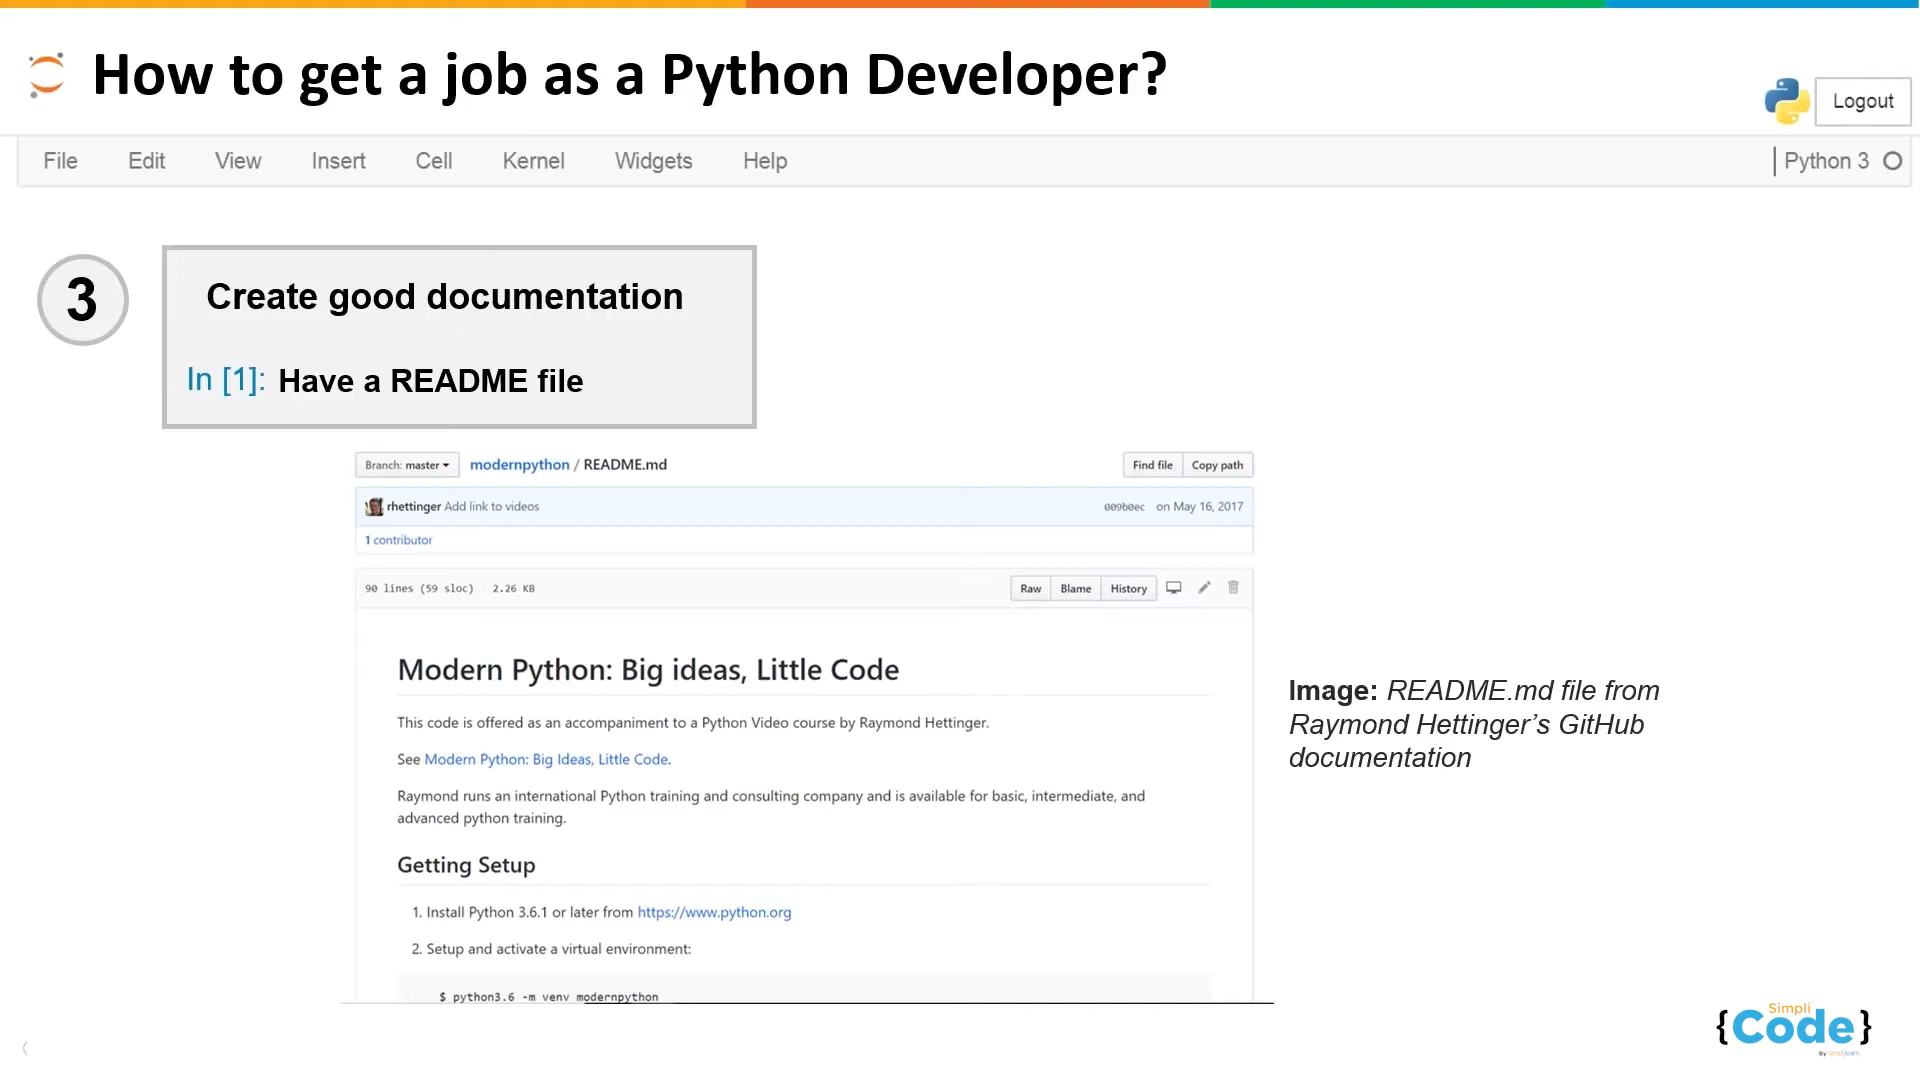 How to get a job as a Python Developer?
Logout
File Edit View Insert Cell Kernel Widgets Help
Python 3
3
Create good documentation
In [1]: Have a README file
Branch: master modernpython / README.md
Find file Copy path
rhettinger Add link to videos
009b0ec on May 16, 2017
1 contributor
90 lines (59 sloc) 2.26 KB
Raw Blame History
Modern Python: Big ideas, Little Code
This code is offered as an accompaniment to a Python Video course by Raymond Hettinger.
See Modern Python: Big Ideas, Little Code.
Raymond runs an international Python training and consulting company and is available for basic, intermediate, and
advanced python training.
Getting Setup
1. Install Python 3.6.1 or later from https://www.python.org
2. Setup and activate a virtual environment:
$ python3.6 -m venv modernpython
Image: README.md file from
Raymond Hettinger’s GitHub
documentation
Simpli
{Code}
By simplilearn